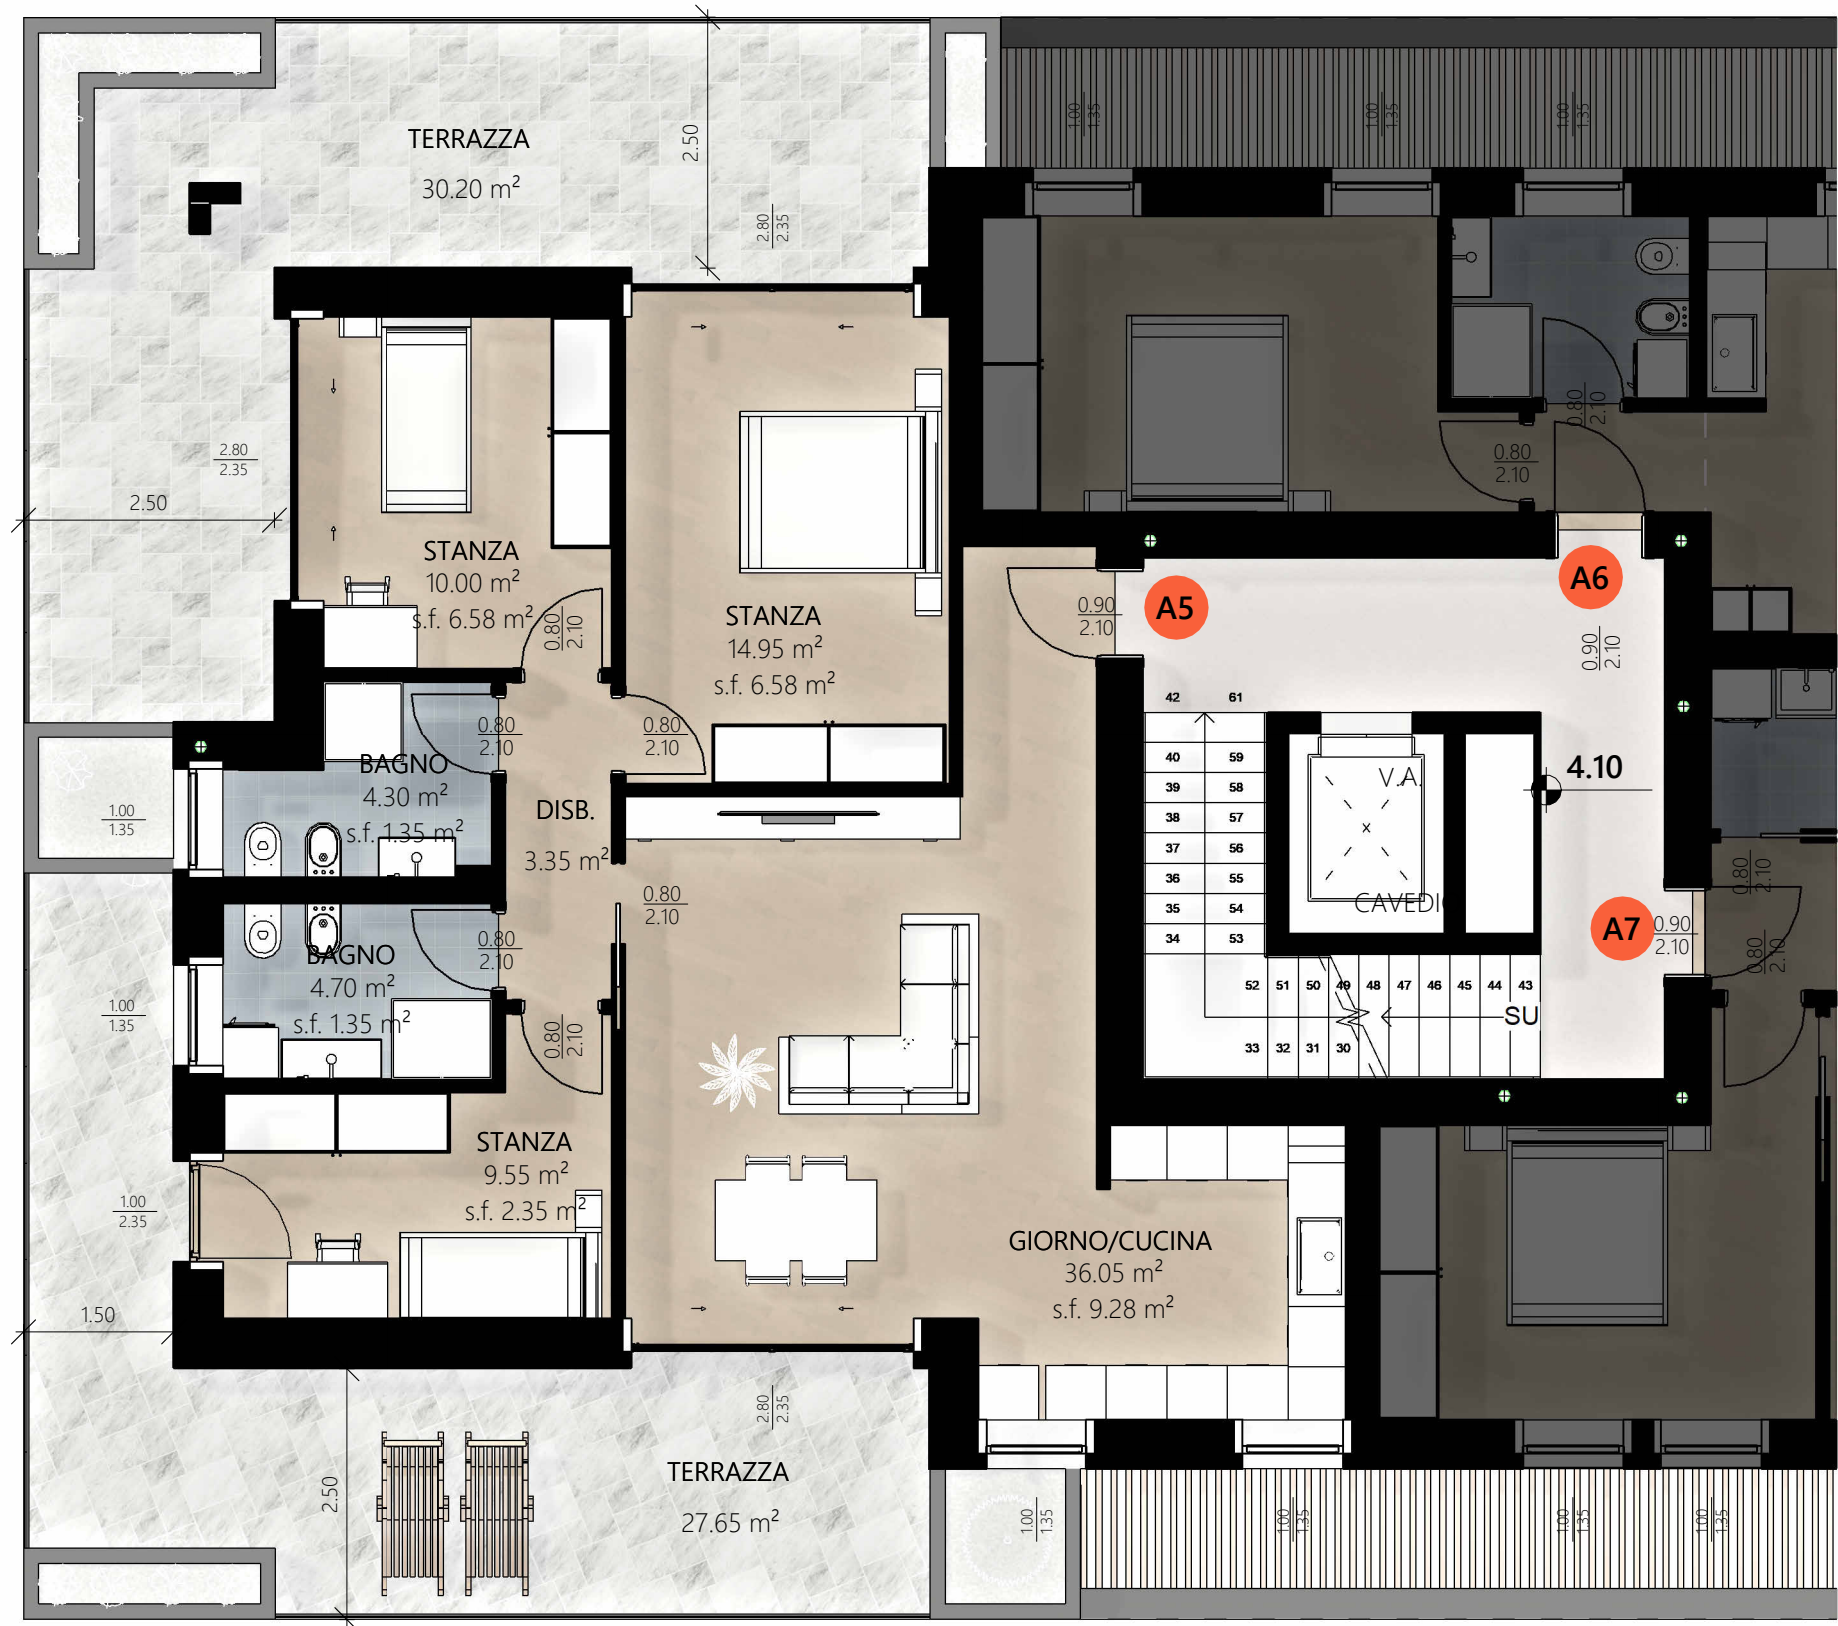 TERRAZZA
30.20 m²
2.50
2.80
2.35
1.00
1.35
1.00
1.35
1.00
1.35
2.80
2.35
2.50
STANZA
10.00 m²
s.f. 6.58 m²
0.80
2.10
STANZA
14.95 m²
s.f. 6.58 m²
0.80
2.10
0.80
2.10
0.90
2.10
A5
A6
0.90
2.10
0.80
2.10
0.80
2.10
BAGNO
4.30 m²
s.f. 1.35 m²
1.00
1.35
DISB.
3.35 m²
0.80
2.10
42 61
40 59
39 58
38 57
37 56
36 55
35 54
34 53
52 51 50 49 48 47 46 45 44 43
SU
33 32 31 30
V.A.
CAVEDI
4.10
A7
0.90
2.10
0.80
2.10
0.80
2.10
BAGNO
4.70 m²
s.f. 1.35 m²
0.80
2.10
1.00
1.35
0.80
2.10
STANZA
9.55 m²
s.f. 2.35 m²
1.00
2.35
1.50
GIORNO/CUCINA
36.05 m²
s.f. 9.28 m²
2.80
2.35
TERRAZZA
27.65 m²
2.50
1.00
1.35
1.00
1.35
1.00
1.35
1.00
1.35